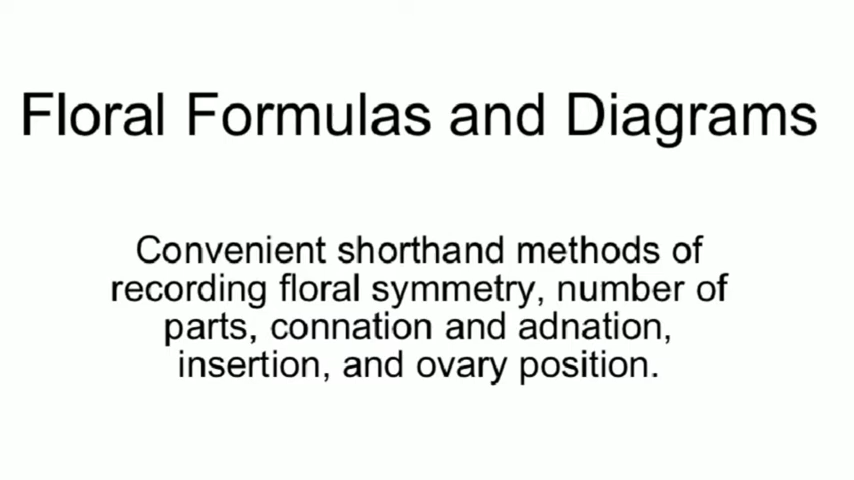 Floral Formulas and Diagrams
Convenient shorthand methods of
recording floral symmetry, number of
parts, connation and adnation,
insertion, and ovary position.